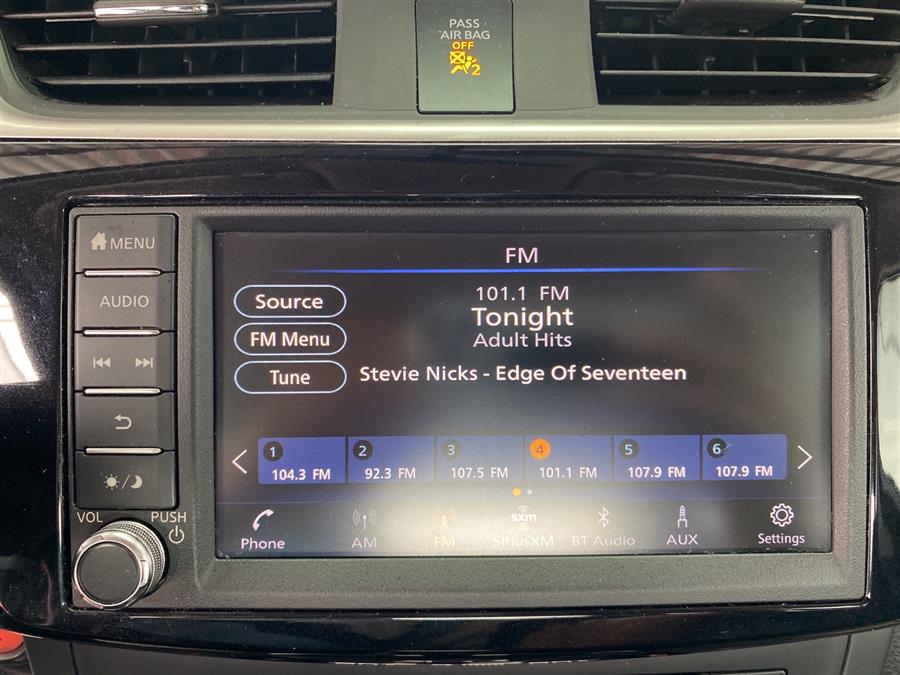 PASS
AIR BAG
OFF
2
MENU
AUDIO
VOL
PUSH
FM
Source
FM Menu
Tune
101.1 FM
Tonight
Adult Hits
Stevie Nicks - Edge Of Seventeen
1
104.3 FM
2
92.3 FM
3
107.5 FM
4
101.1 FM
5
107.9 FM
6
107.9 FM
Phone
AM
FM
sxm
SiriusXM
BT Audio
AUX
Settings